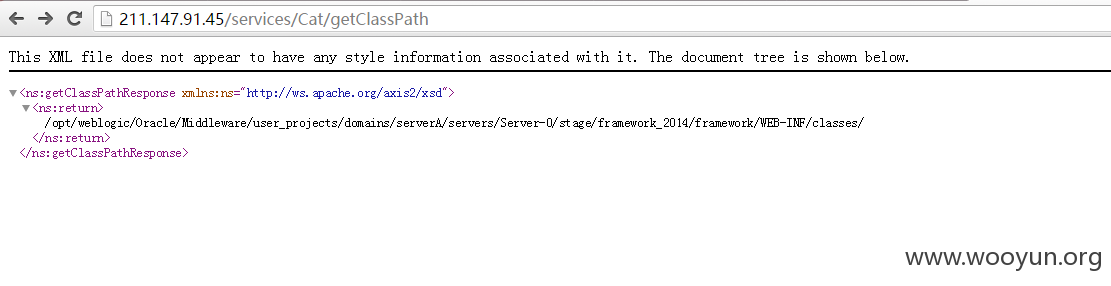 211.147.91.45/services/Cat/getClassPath
This XML file does not appear to have any style information associated with it. The document tree is shown below.
<ns:getClassPathResponse xmlns:ns="http://ws.apache.org/axis2/xsd">
<ns:return>
/opt/weblogic/Oracle/Middleware/user_projects/domains/serverA/servers/Server-0/stage/framework_2014/framework/WEB-INF/classes/
</ns:return>
</ns:getClassPathResponse>
www.wooyun.org